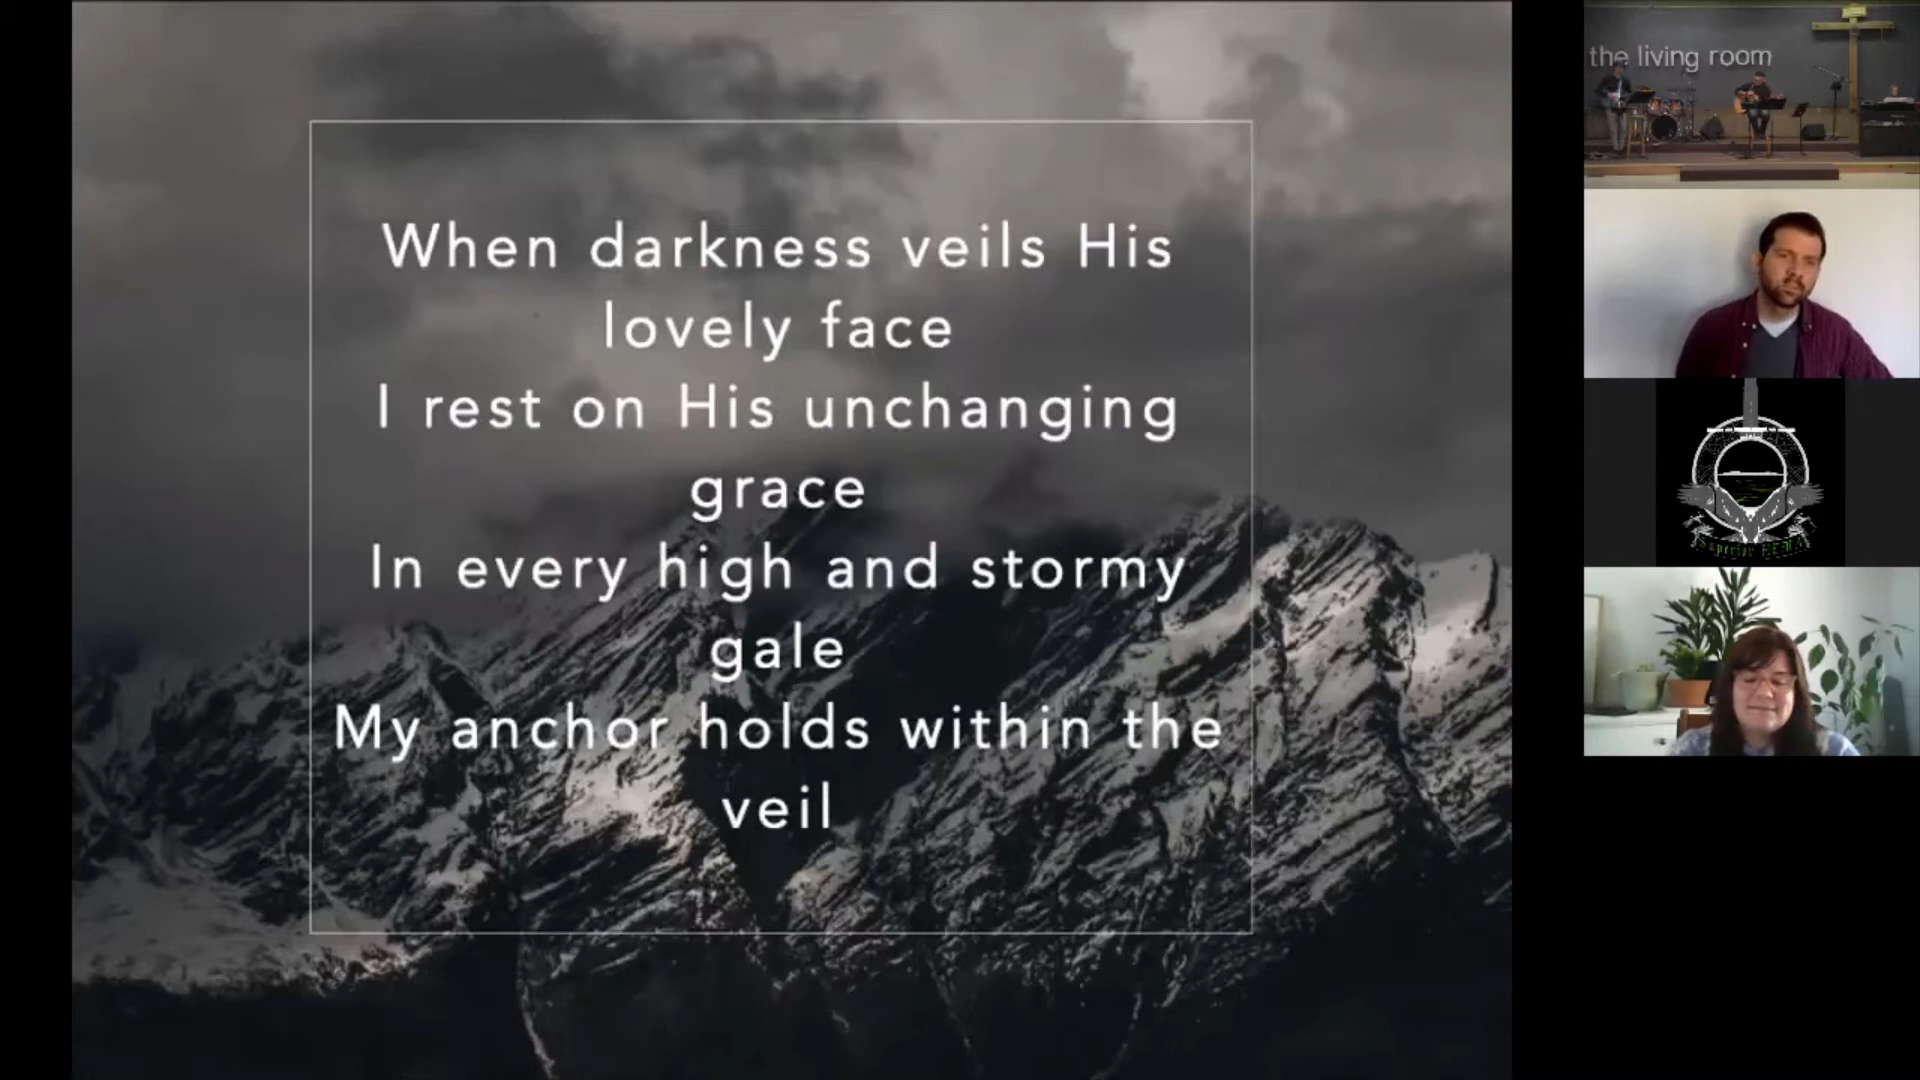 When darkness veils His
lovely face
I rest on His unchanging
grace
In every high and stormy
gale
My anchor holds within the
veil
the living room
Superior